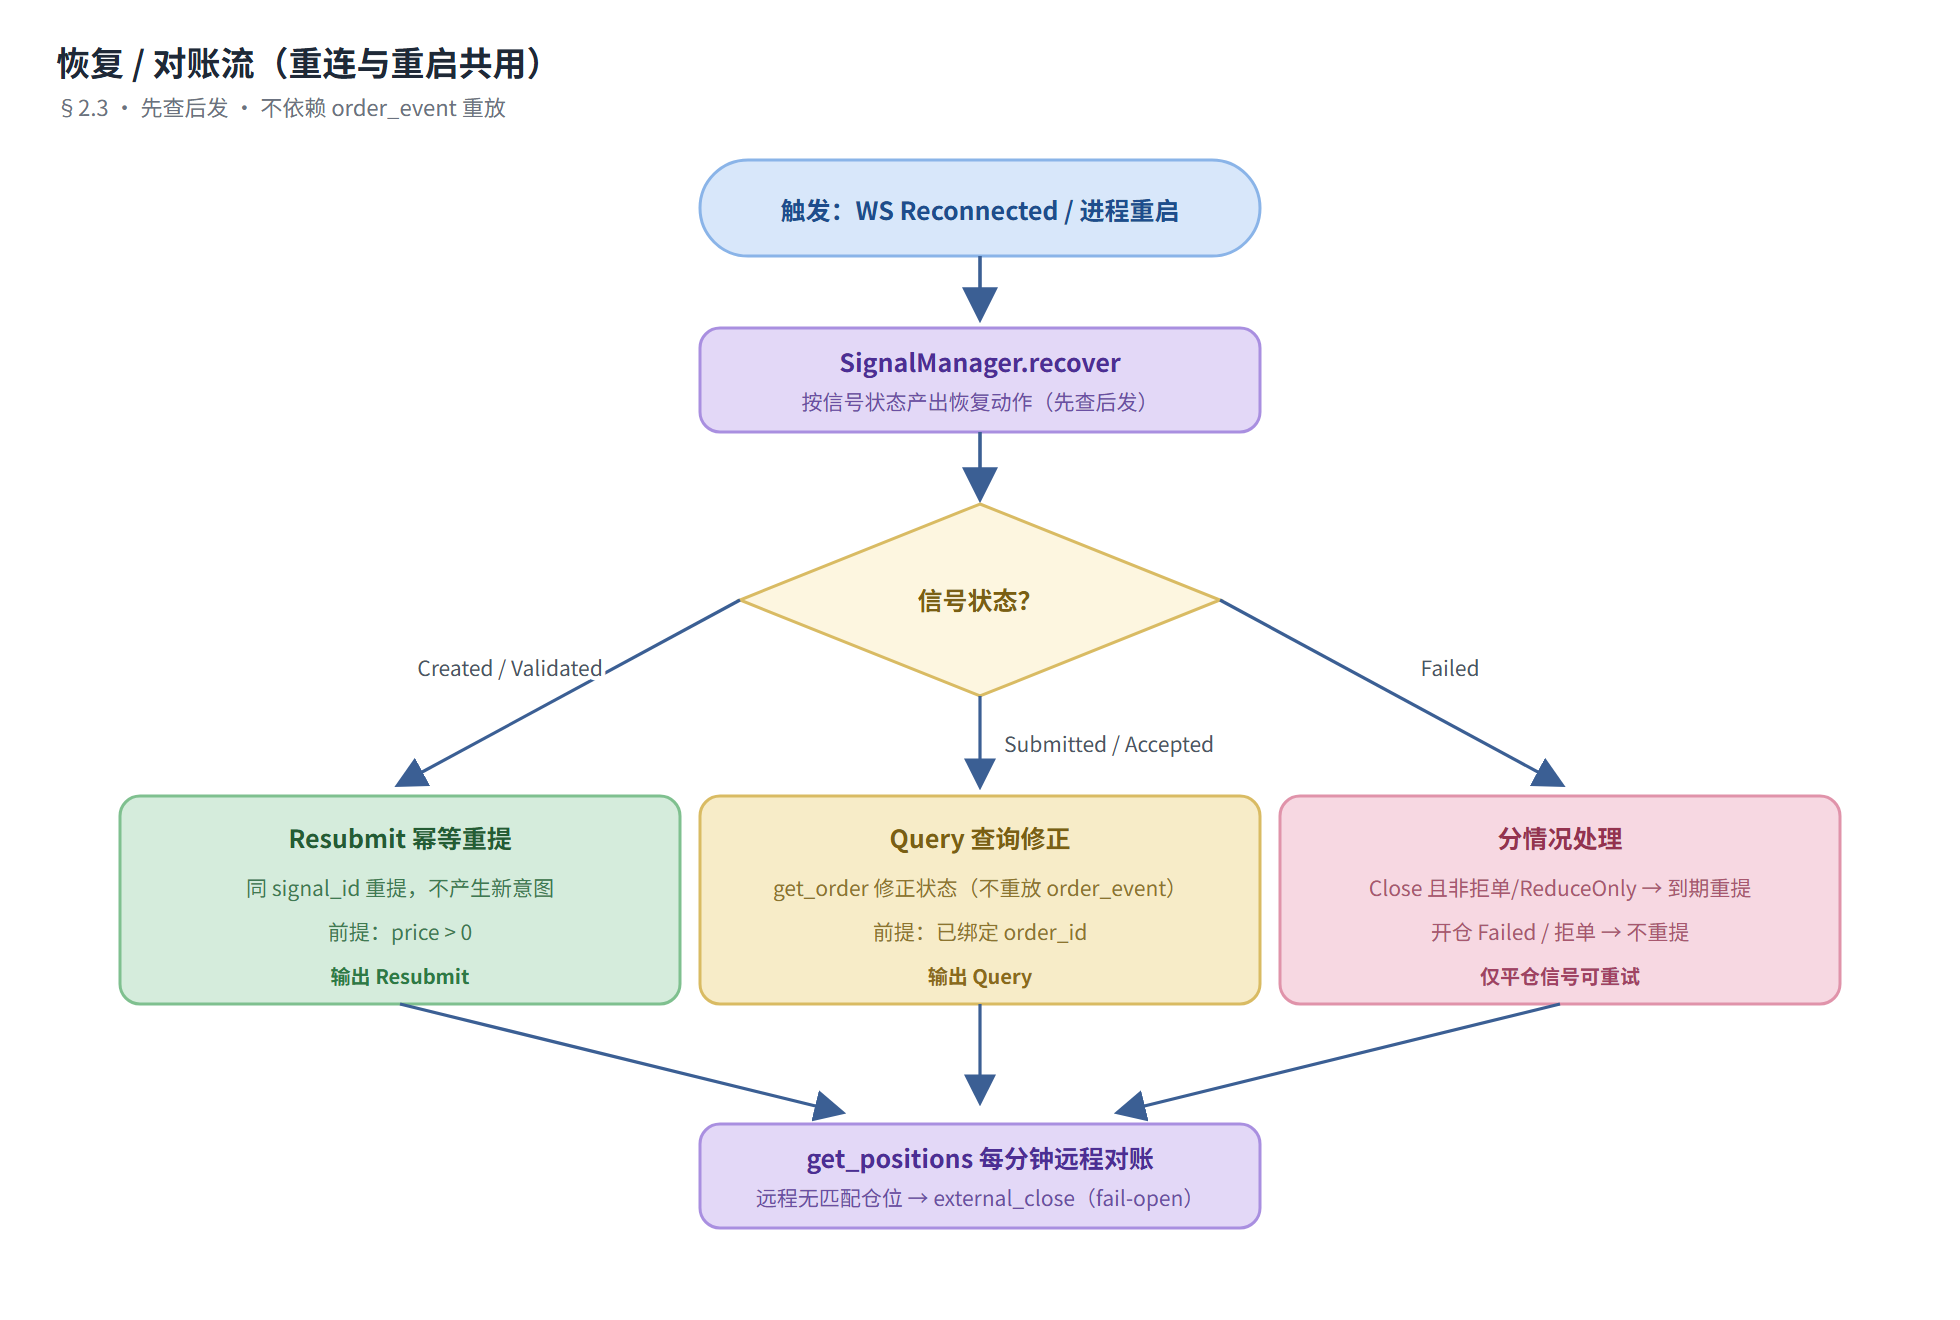 恢复 / 对账流（重连与重启共用）
§ 2.3 · 先查后发 · 不依赖 order_event 重放
触发：WS Reconnected / 进程重启
SignalManager.recover
按信号状态产出恢复动作（先查后发）
信号状态？
Created / Validated
Failed
Submitted / Accepted
Resubmit 幂等重提
同 signal_id 重提，不产生新意图
前提：price > 0
输出 Resubmit
Query 查询修正
get_order 修正状态（不重放 order_event）
前提：已绑定 order_id
输出 Query
分情况处理
Close 且非拒单/ReduceOnly → 到期重提
开仓 Failed / 拒单 → 不重提
仅平仓信号可重试
get_positions 每分钟远程对账
远程无匹配仓位 → external_close（fail-open）